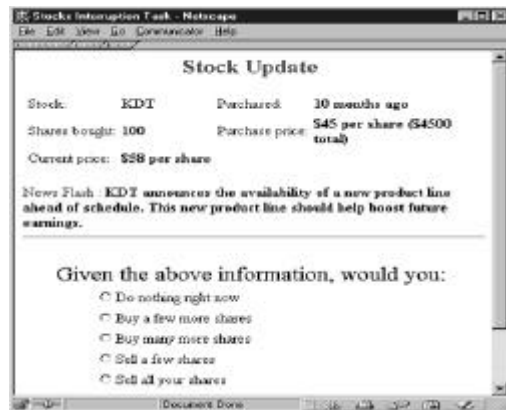 Stocks Interruption Task - Netscape
File Edit View Go Communicator Help
Stock Update
Stock: KDT Purchased: 10 months ago
Shares bought: 100 Purchase price: $45 per share ($4500 total)
Current price: $58 per share
News Flash : KDT announces the availability of a new product line
ahead of schedule. This new product line should help boost future
earnings.
Given the above information, would you:
Do nothing right now
Buy a few more shares
Buy many more shares
Sell a few shares
Sell all your shares
Document Done